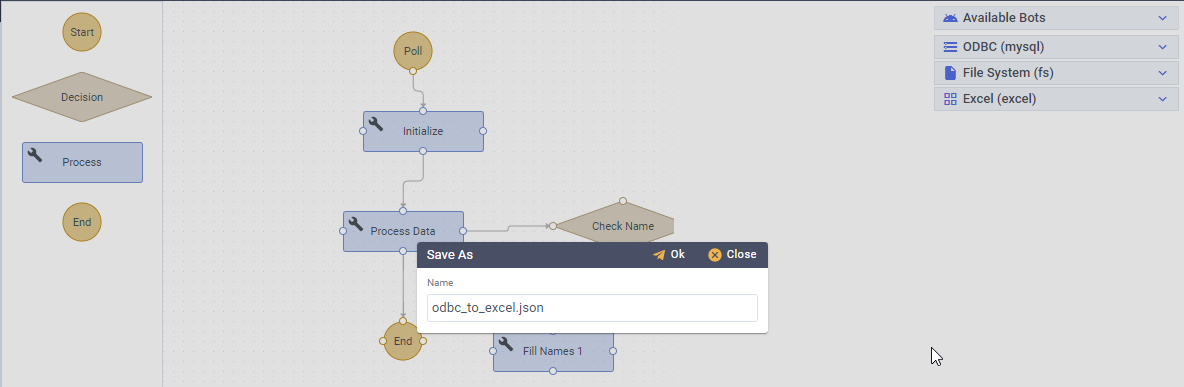 Start
Decision
Process
End
Poll
Initialize
Process Data
Check Name
Save As
Ok
Close
Name
odbc_to_excel.json
End
Fill Names 1
Available Bots
ODBC (mysql)
File System (fs)
Excel (excel)